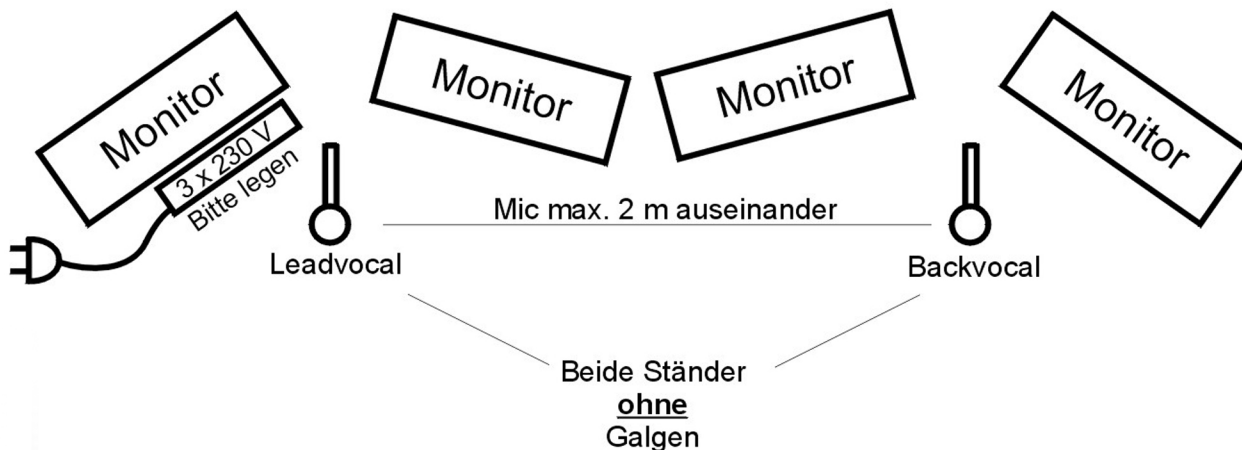 Monitor
Monitor
Monitor
Monitor
3 x 230 V
Bitte legen
Mic max. 2 m auseinander
Leadvocal
Backvocal
Beide Ständer
ohne
Galgen